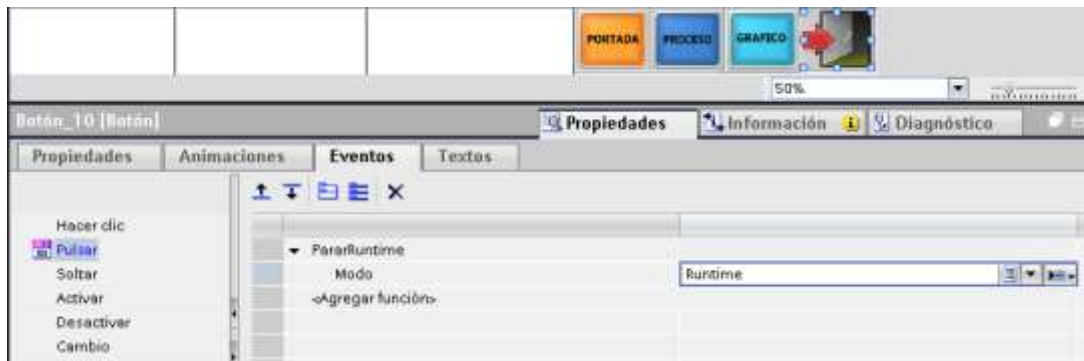 PORTADA PROCESO GRAFICO
50%
Botón_10 [Botón] Propiedades Información Diagnóstico
Propiedades Animaciones Eventos Textos
Hacer clic
Pulsar PararRuntime
Soltar Modo Runtime
Activar <Agregar función>
Desactivar
Cambio